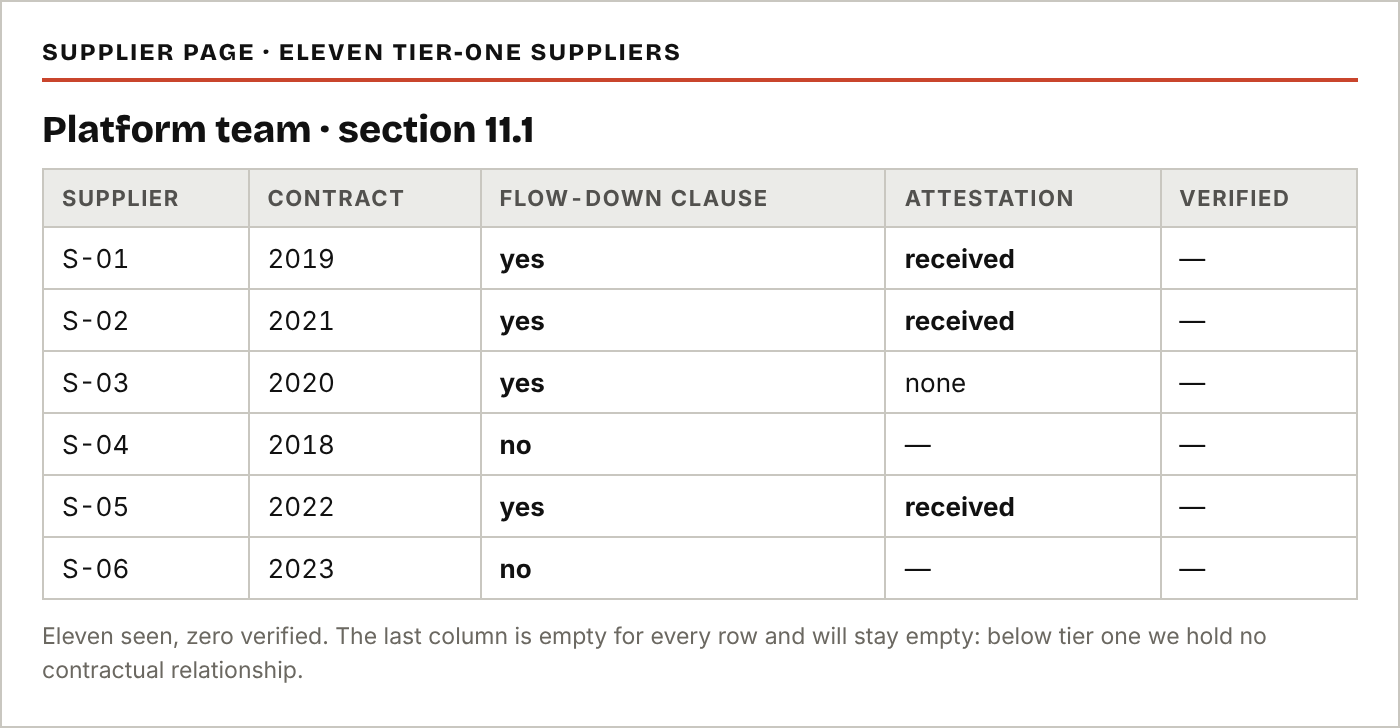 SUPPLIER PAGE · ELEVEN TIER-ONE SUPPLIERS
Platform team · section 11.1
SUPPLIER CONTRACT FLOW-DOWN CLAUSE ATTESTATION VERIFIED
S-01 2019 yes received —
S-02 2021 yes received —
S-03 2020 yes none —
S-04 2018 no — —
S-05 2022 yes received —
S-06 2023 no — —
Eleven seen, zero verified. The last column is empty for every row and will stay empty: below tier one we hold no
contractual relationship.